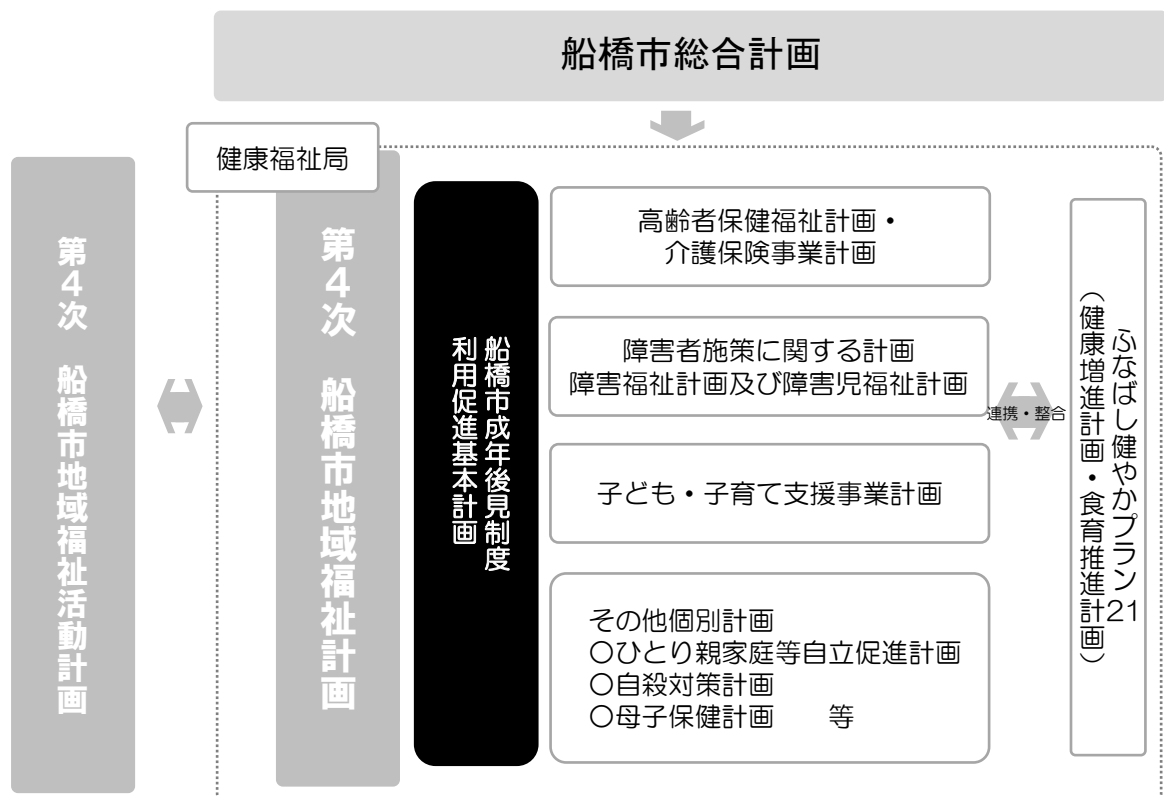 船橋市総合計画
健康福祉局
第4次 船橋市地域福祉活動計画
第4次 船橋市地域福祉計画
船橋市成年後見制度
利用促進基本計画
高齢者保健福祉計画・
介護保険事業計画
障害者施策に関する計画
障害福祉計画及び障害児福祉計画
子ども・子育て支援事業計画
その他個別計画
○ひとり親家庭等自立促進計画
○自殺対策計画
○母子保健計画　　等
連携・整合
ふなばし健やかプラン21
（健康増進計画・食育推進計画）